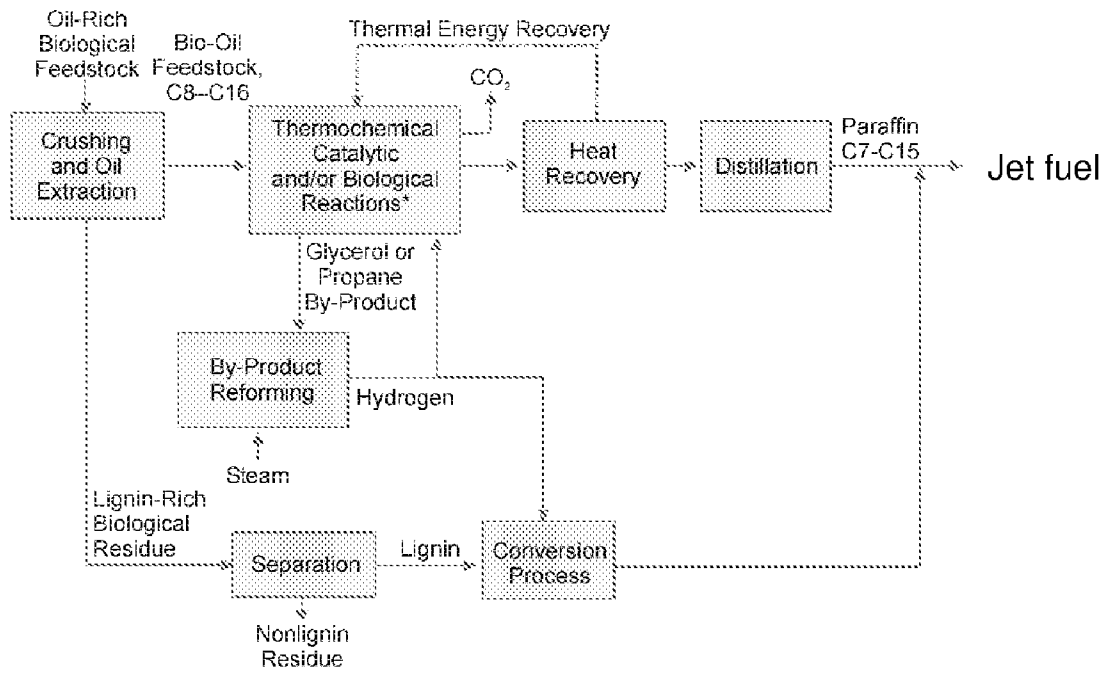 Oil-Rich
Biological
Feedstock
Bio-Oil
Feedstock,
C8--C16
Thermal Energy Recovery
CO₂
Crushing
and Oil
Extraction
Thermochemical
Catalytic
and/or Biological
Reactions*
Heat
Recovery
Distillation
Paraffin
C7-C15
Jet fuel
Glycerol or
Propane
By-Product
By-Product
Reforming
Hydrogen
Steam
Lignin-Rich
Biological
Residue
Separation
Lignin
Conversion
Process
Nonlignin
Residue